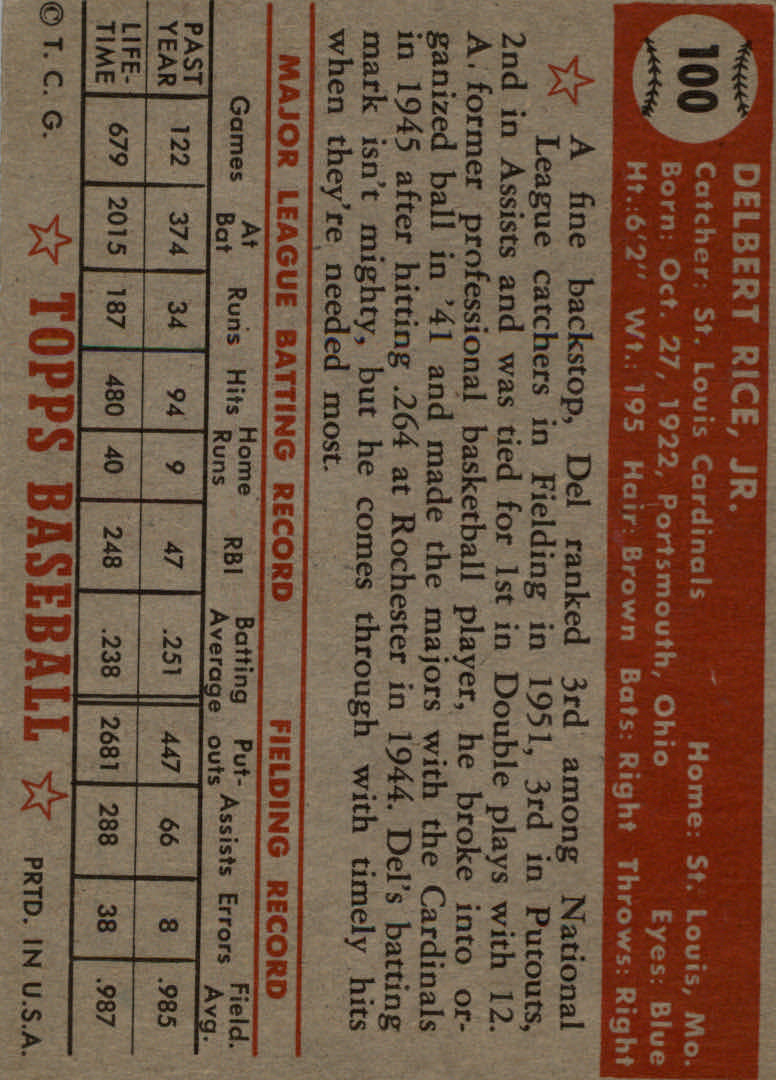 100
DELBERT RICE, JR.
Catcher: St. Louis Cardinals Home: St. Louis, Mo.
Born: Oct. 27, 1922, Portsmouth, Ohio Eyes: Blue
Ht.:6'2" Wt.: 195 Hair: Brown Bats: Right Throws: Right
A fine backstop, Del ranked 3rd among National
League catchers in Fielding in 1951, 3rd in Putouts,
2nd in Assists and was tied for 1st in Double plays with 12.
A former professional basketball player, he broke into or-
ganized ball in '41 and made the majors with the Cardinals
in 1945 after hitting .264 at Rochester in 1944. Del's batting
mark isn't mighty, but he comes through with timely hits
when they're needed most.
MAJOR LEAGUE BATTING RECORD FIELDING RECORD
Games At Bat Runs Hits Home Runs RBI Batting Average Put-outs Assists Errors Field. Avg.
PAST YEAR 122 374 34 94 9 47 .251 447 66 8 .985
LIFE-TIME 679 2015 187 480 40 248 .238 2681 288 38 .987
© T. C. G. TOPPS BASEBALL PRTD. IN U.S.A.